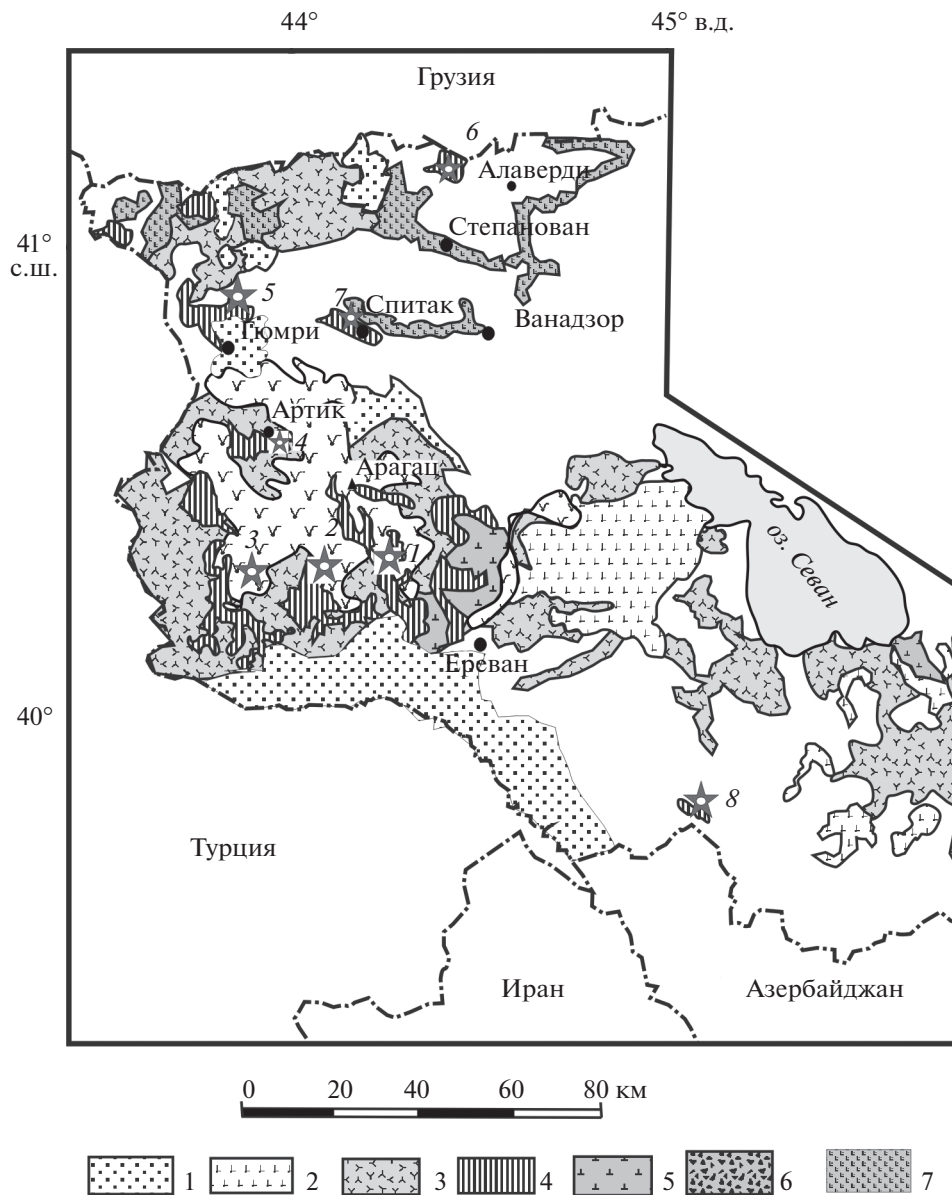 44°
45° в.д.
Грузия
6
Алаверди
Степанован
41°
с.ш.
5
7
Спитак
Ванадзор
Гюмри
Артик
4
Арагац
оз. Севан
3
2
1
Ереван
40°
8
Турция
Иран
Азербайджан
0 20 40 60 80 км
1 2 3 4 5 6 7